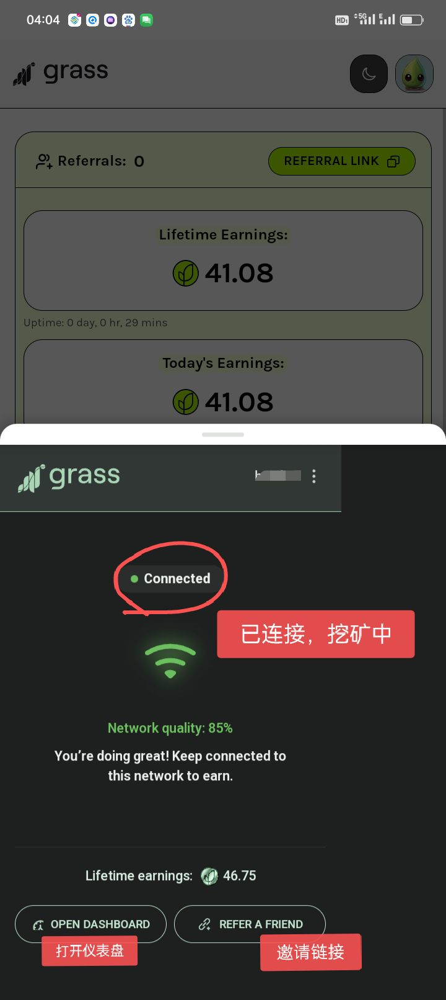 04:04
HD1 5G E
grass
Referrals: 0
REFERRAL LINK
Lifetime Earnings:
41.08
Uptime: 0 day, 0 hr, 29 mins
Today's Earnings:
41.08
grass
Connected
已连接，挖矿中
Network quality: 85%
You're doing great! Keep connected to
this network to earn.
Lifetime earnings: 46.75
OPEN DASHBOARD
REFER A FRIEND
打开仪表盘
邀请链接